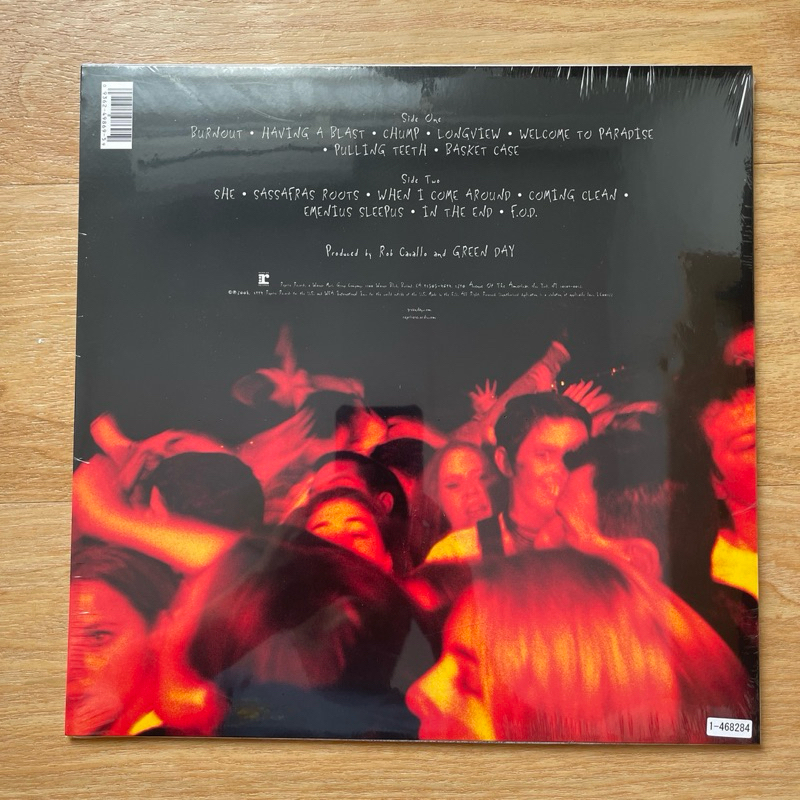 Side One
BURNOUT • HAVING A BLAST • CHUMP • LONGVIEW • WELCOME TO PARADISE
• PULLING TEETH • BASKET CASE
Side Two
SHE • SASSAFRAS ROOTS • WHEN I COME AROUND • COMING CLEAN •
EMENIUS SLEEPUS • IN THE END • F.O.D.
Produced by Rob Cavallo and GREEN DAY
r
1-468284